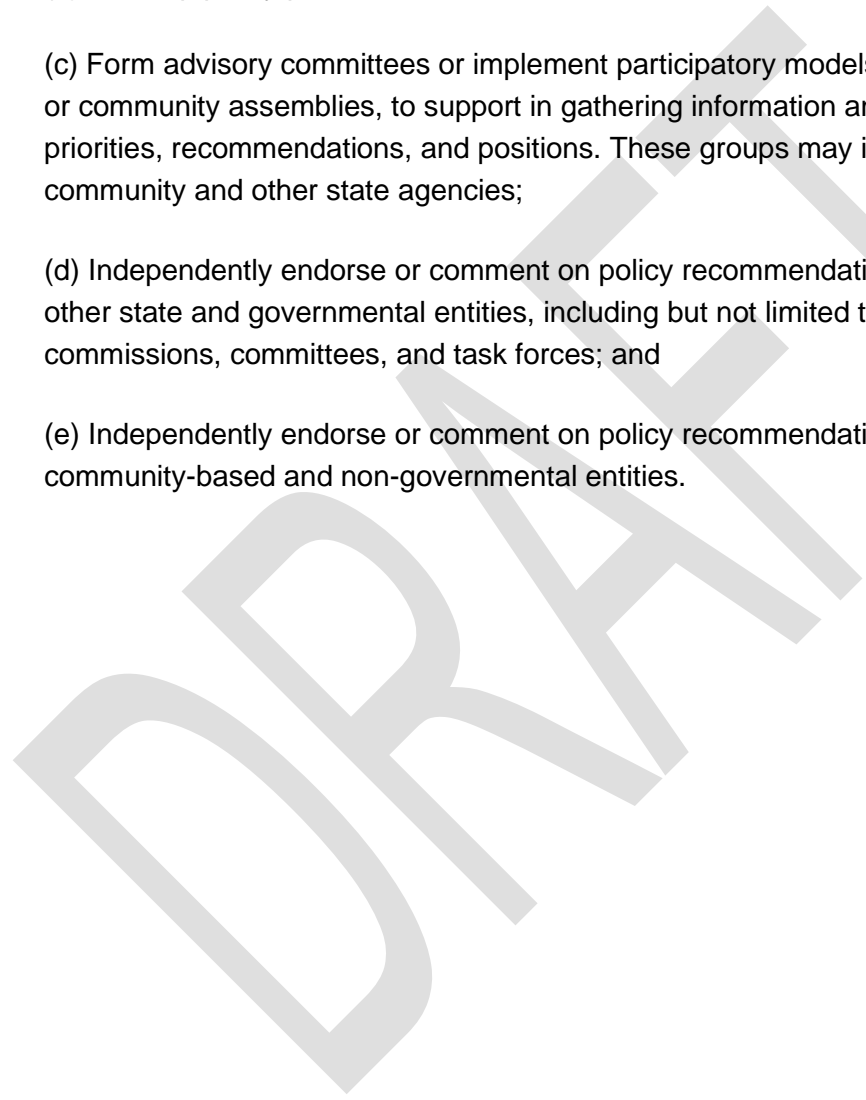 (c) Form advisory committees or implement participatory models
or community assemblies, to support in gathering information
priorities, recommendations, and positions. These groups may
community and other state agencies;
(d) Independently endorse or comment on policy
other state and governmental entities, including but not limited
commissions, committees, and task forces; and
(e) Independently endorse or comment on policy
community-based and non-governmental entities.
DRAFT